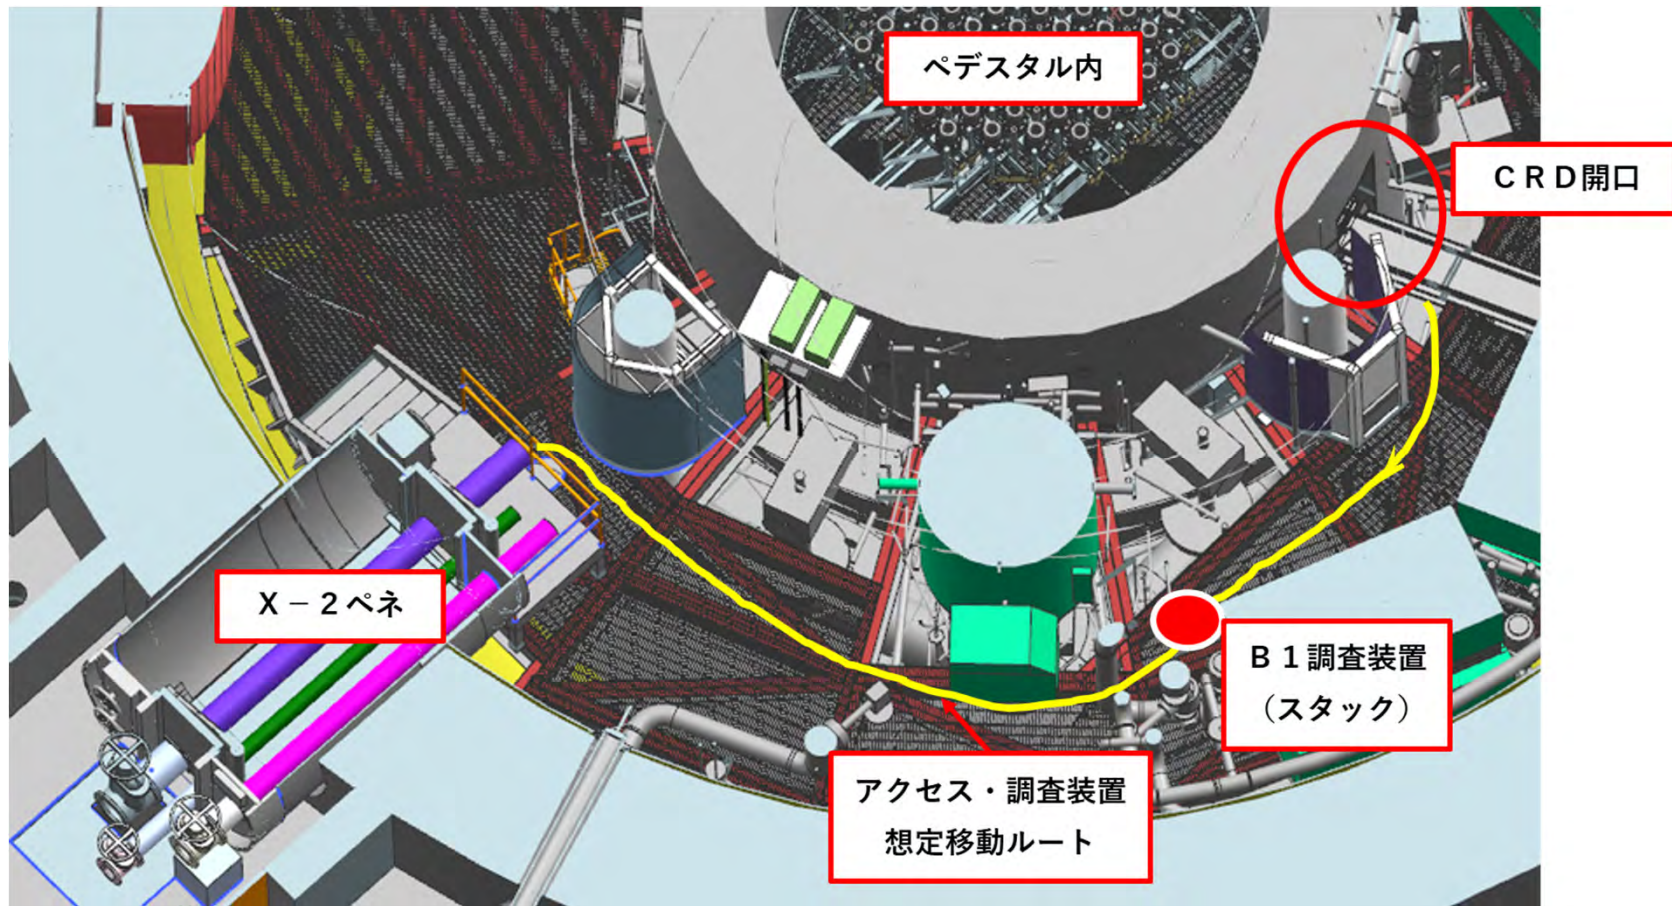 ペデスタル内
ＣＲＤ開口
Ｘ－２ペネ
Ｂ１調査装置
（スタック）
アクセス・調査装置
想定移動ルート